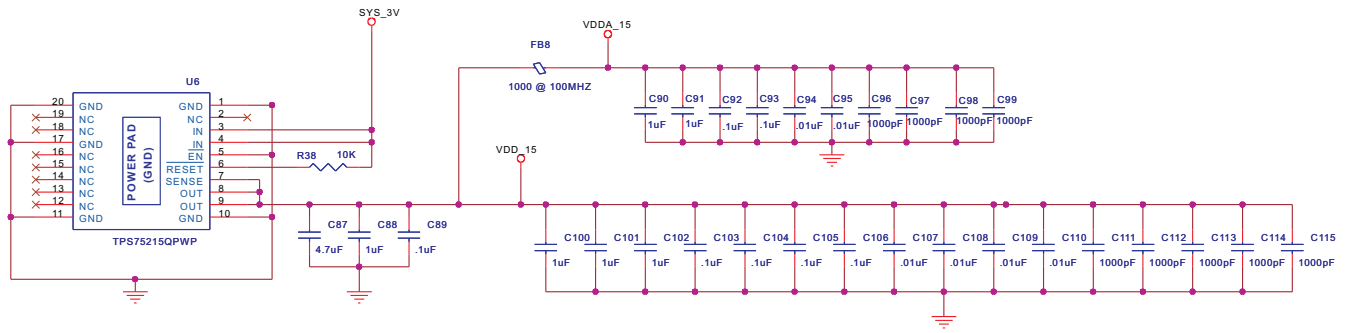 SYS_3V
VDDA_15
FB8
1000 @ 100MHZ
U6
20 GND GND 1
19 NC NC 2
18 NC IN 3
17 GND IN 4
16 NC EN 5
15 NC RESET 6
14 NC SENSE 7
13 NC OUT 8
12 NC OUT 9
11 GND GND 10
POWER PAD
(GND)
TPS75215QPWP
R38 10K
VDD_15
C90 C91 C92 C93 C94 C95 C96 C97 C98 C99
1uF 1uF .1uF .1uF .01uF .01uF 1000pF 1000pF 1000pF 1000pF
C87 C88 C89
4.7uF 1uF .1uF
C100 C101 C102 C103 C104 C105 C106 C107 C108 C109 C110 C111 C112 C113 C114 C115
1uF 1uF 1uF .1uF .1uF .1uF .1uF .01uF .01uF .01uF .01uF 1000pF 1000pF 1000pF 1000pF 1000pF